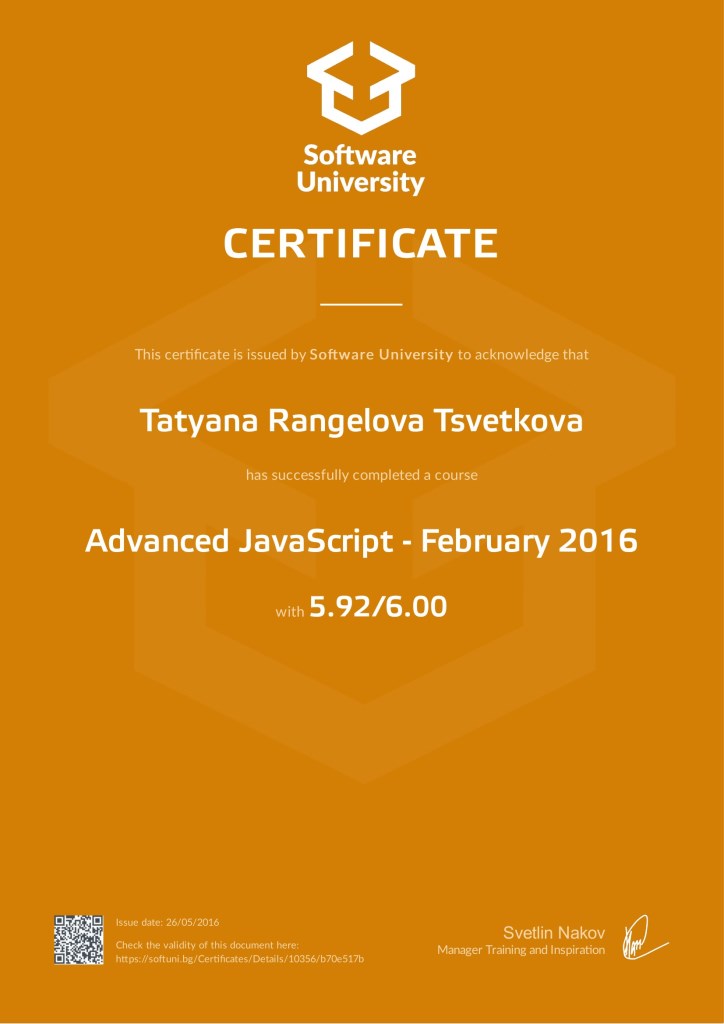 Software
University
CERTIFICATE
This certificate is issued by Software University to acknowledge that
Tatyana Rangelova Tsvetkova
has successfully completed a course
Advanced JavaScript - February 2016
with 5.92/6.00
Issue date: 26/05/2016
Check the validity of this document here:
https://softuni.bg/Certificates/Details/10356/b70e517b
Svetlin Nakov
Manager Training and Inspiration